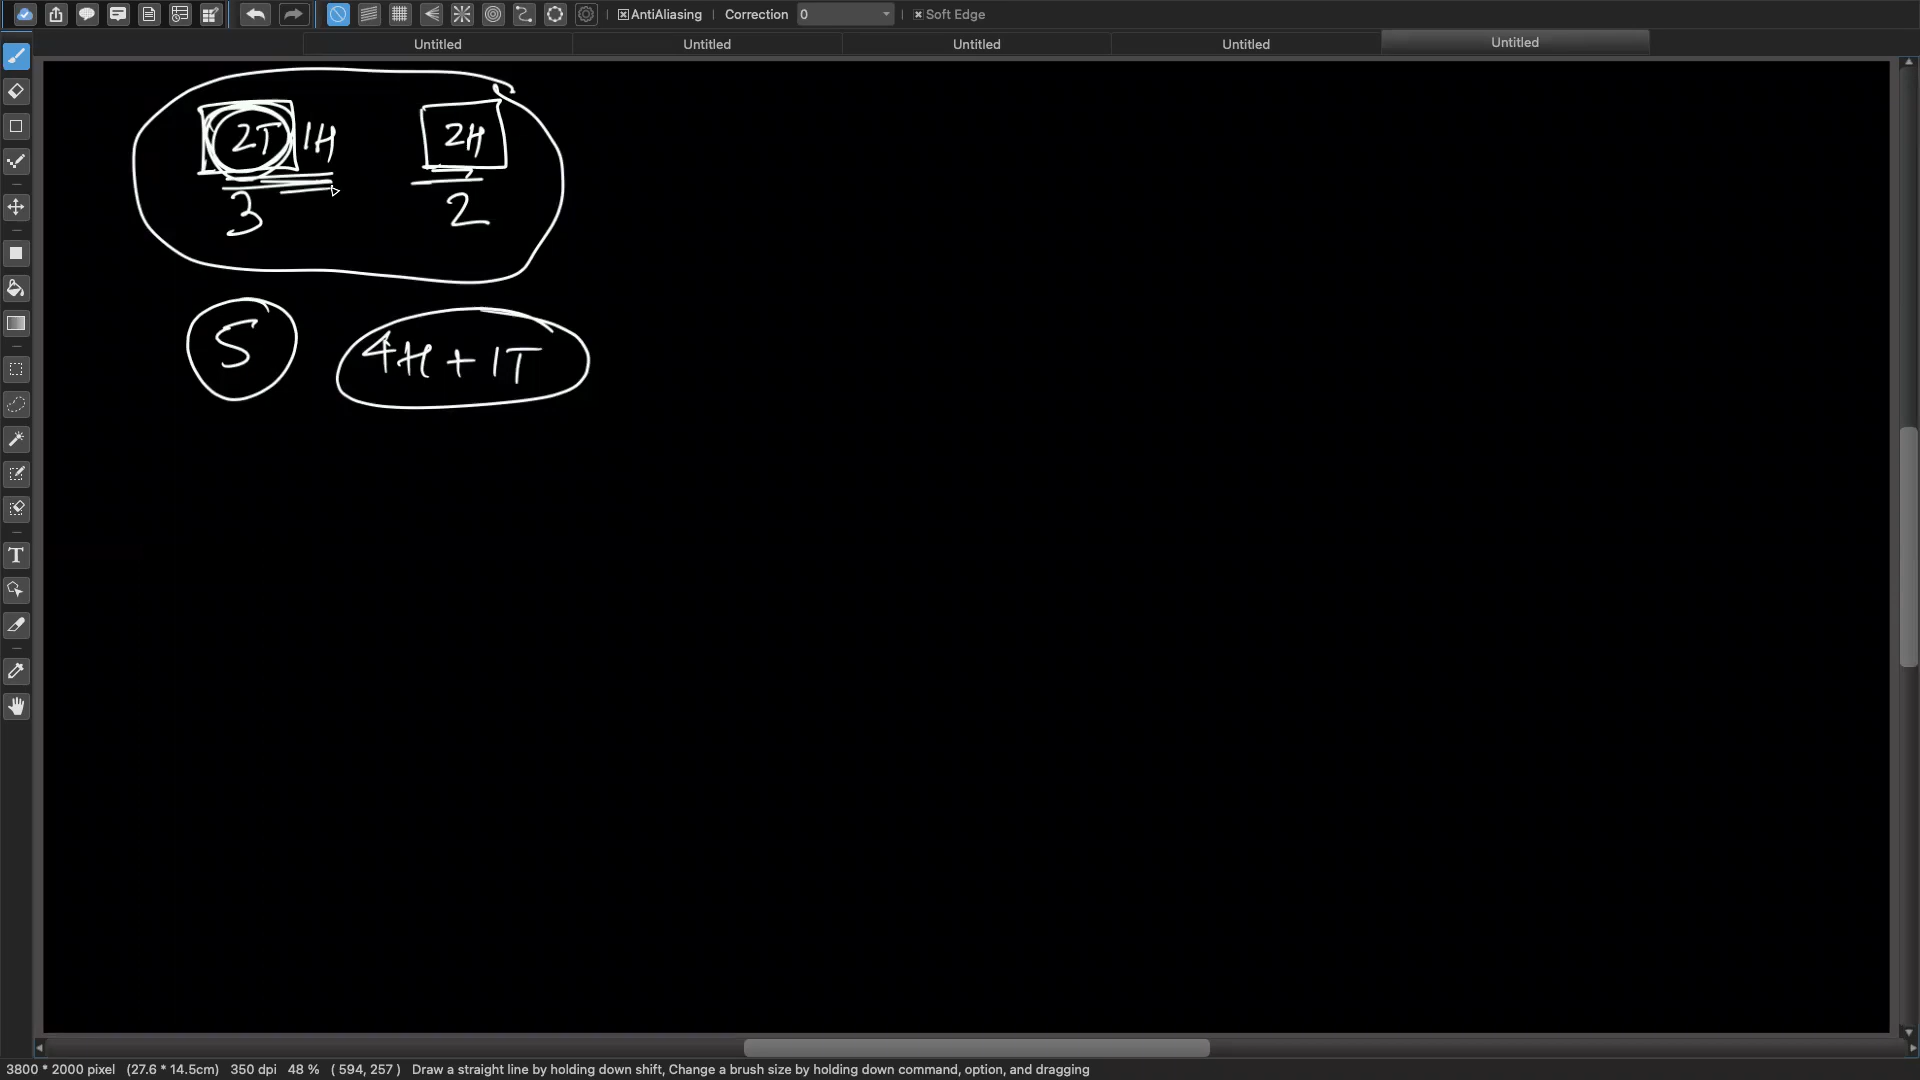 AntiAliasing Correction 0 Soft Edge
Untitled Untitled Untitled Untitled Untitled
2T 1H 2H
3 2
5 4H + 1T
T
3800 * 2000 pixel (27.6 * 14.5cm) 350 dpi 48 % ( 594, 257 ) Draw a straight line by holding down shift, Change a brush size by holding down command, option, and dragging